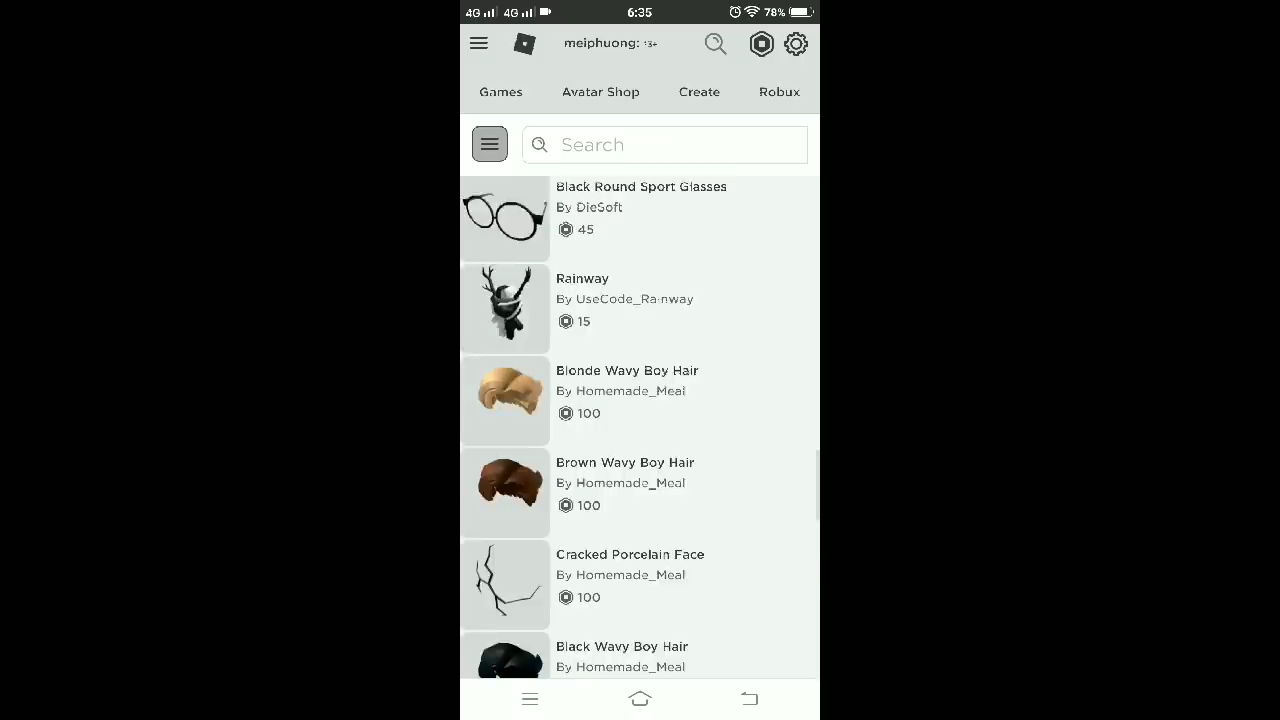 4G 4G 6:35 78%
meiphuong: 13+
Games Avatar Shop Create Robux
Search
Black Round Sport Glasses
By DieSoft
45
Rainway
By UseCode_Rainway
15
Blonde Wavy Boy Hair
By Homemade_Meal
100
Brown Wavy Boy Hair
By Homemade_Meal
100
Cracked Porcelain Face
By Homemade_Meal
100
Black Wavy Boy Hair
By Homemade_Meal